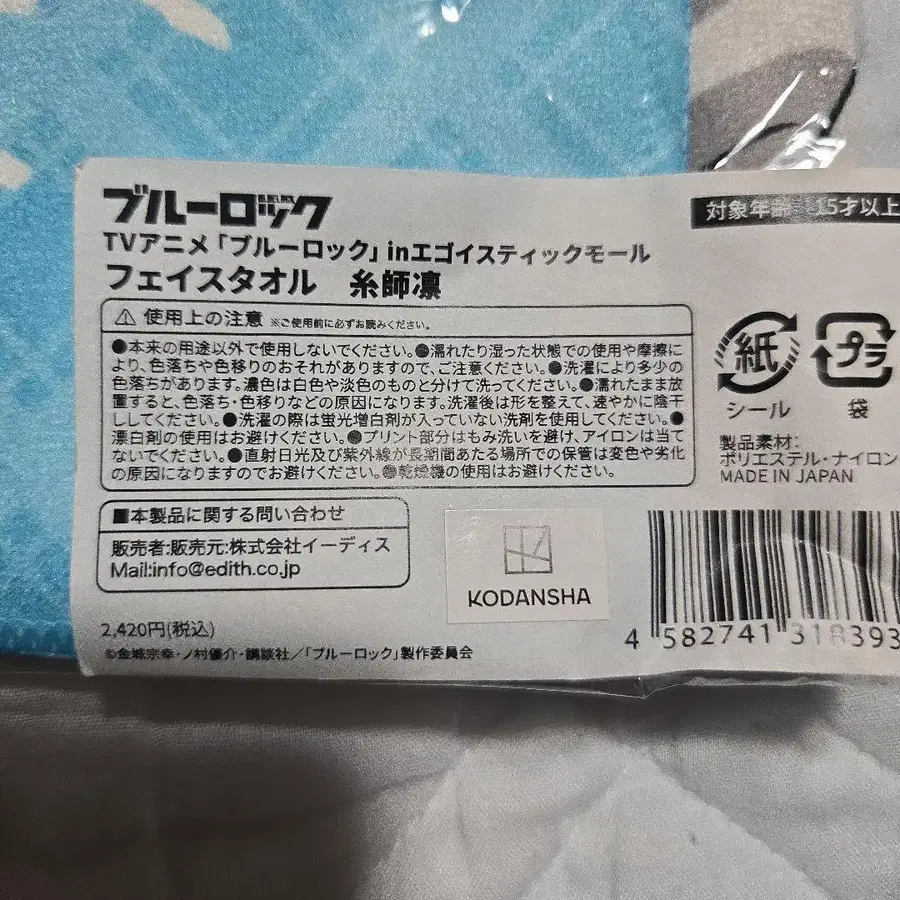 ブルーロック
TVアニメ「ブルーロック」inエゴイスティックモール
フェイスタオル 糸師凛
対象年齢 15才以上
⚠ 使用上の注意 ※ご使用前に必ずお読みください。
●本来の用途以外で使用しないでください。●濡れたり湿った状態での使用や摩擦に
より、色落ちや色移りのおそれがありますので、ご注意ください。●洗濯により多少の
色落ちがあります。濃色は白色や淡色のものと分けて洗ってください。●濡れたまま放
置すると、色落ち・色移りなどの原因になります。洗濯後は形を整えて、速やかに陰干
ししてください。●洗濯の際は蛍光増白剤が入っていない洗剤を使用してください。●
漂白剤の使用はお避けください。●プリント部分はもみ洗いを避け、アイロンは当て
ないでください。●直射日光及び紫外線が長期間あたる場所での保管は変色や劣化
の原因になりますのでお避けください。●乾燥機の使用はお避けください。
紙
シール
プラ
袋
製品素材:
ポリエステル・ナイロン
MADE IN JAPAN
■本製品に関する問い合わせ
販売者:販売元:株式会社イーディス
Mail:info@edith.co.jp
KODANSHA
2,420円(税込)
©金城宗幸・ノ村優介・講談社／「ブルーロック」製作委員会
4 582741 318393